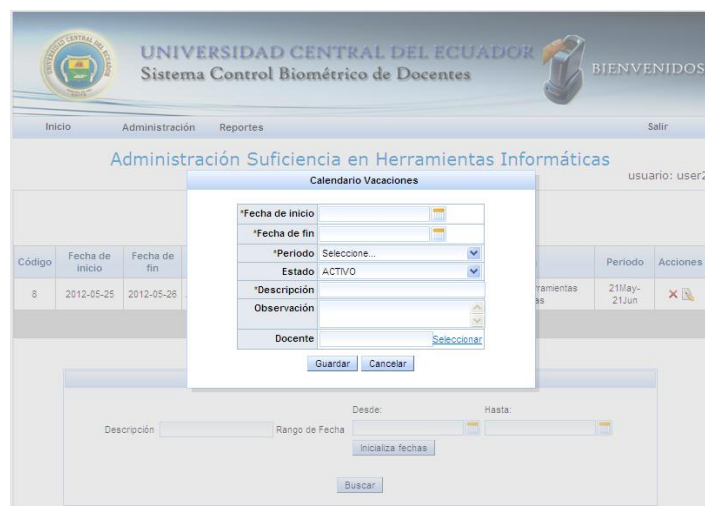 UNIVERSIDAD CENTRAL DEL ECUADOR
Sistema Control Biométrico de Docentes
BIENVENIDOS
Inicio Administración Reportes Salir
Administración Suficiencia en Herramientas Informáticas
usuario: user2
Calendario Vacaciones
*Fecha de inicio
*Fecha de fin
*Periodo Seleccione...
Estado ACTIVO
*Descripción
Observación
Docente Seleccionar
Guardar Cancelar
Código Fecha de inicio Fecha de fin Periodo Acciones
8 2012-05-25 2012-05-26 21May-
21Jun
Desde: Hasta:
Descripción Rango de Fecha
Inicializa fechas
Buscar